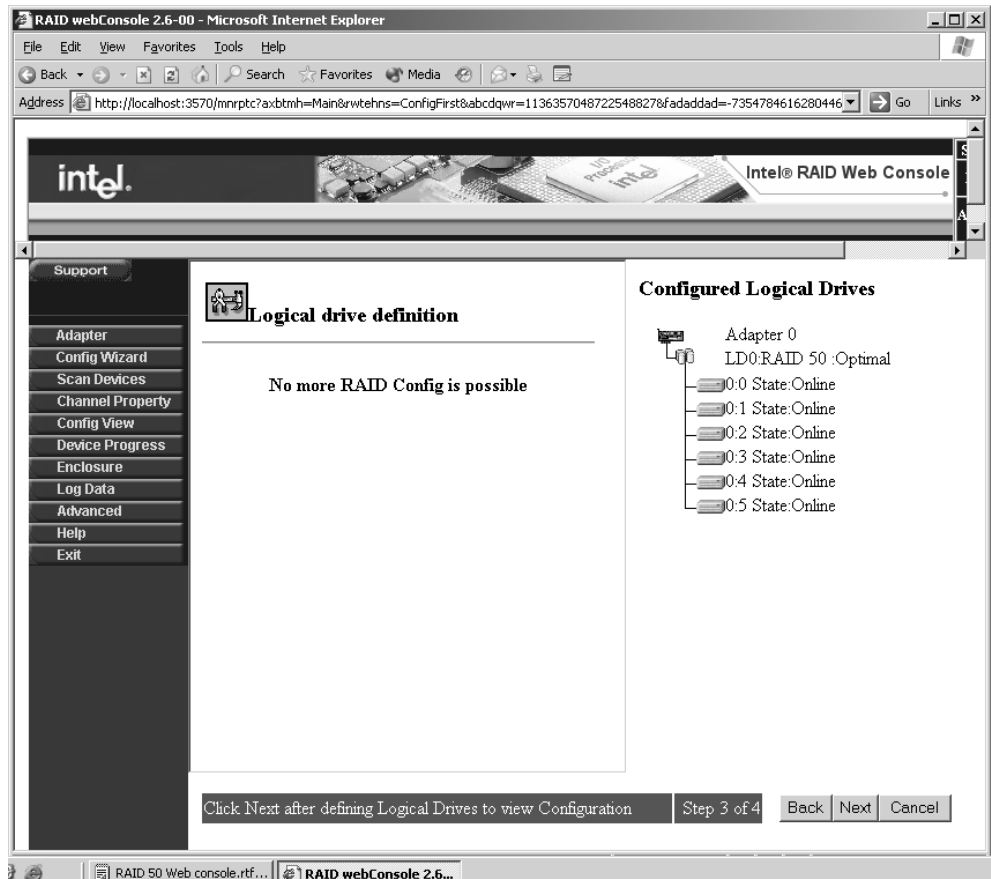 RAID webConsole 2.6-00 - Microsoft Internet Explorer
File Edit View Favorites Tools Help
Back Search Favorites Media
Address http://localhost:3570/mnrptc?axbtmh=Main&rwtehns=ConfigFirst&abcdqwr=11363570487225488278&fadaddad=-7354784616280446 Go Links »
intel.
I/O Processor
intel
Intel® RAID Web Console
S
A
Support
Adapter
Config Wizard
Scan Devices
Channel Property
Config View
Device Progress
Enclosure
Log Data
Advanced
Help
Exit
Logical drive definition
No more RAID Config is possible
Configured Logical Drives
Adapter 0
LD0:RAID 50 :Optimal
0:0 State:Online
0:1 State:Online
0:2 State:Online
0:3 State:Online
0:4 State:Online
0:5 State:Online
Click Next after defining Logical Drives to view Configuration Step 3 of 4 Back Next Cancel
RAID 50 Web console.rtf... RAID webConsole 2.6...